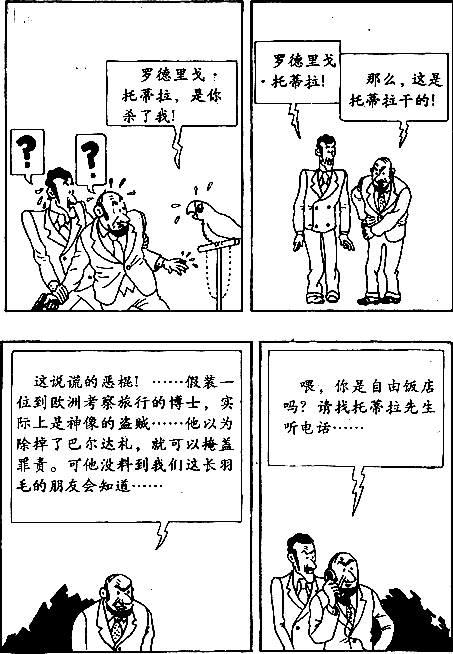 罗德里戈·
托蒂拉，是你
杀了我！
?
?
罗德里戈
·托蒂拉！
那么，这是
托蒂拉干的！
这说谎的恶棍！……假装一
位到欧洲考察旅行的博士，实
际上是神像的盗贼……他以为
除掉了巴尔达札，就可以掩盖
罪责。可他没料到我们这长羽
毛的朋友会知道……
喂，你是自由饭店
吗？请找托蒂拉先生
听电话……